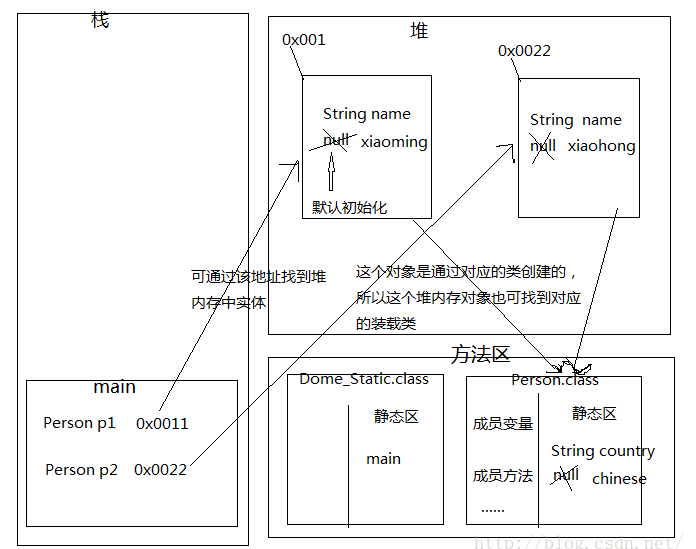 栈
堆
0x001
0x0022
String name
null xiaoming
默认初始化
String name
null xiaohong
可通过该地址找到堆
内存中实体
这个对象是通过对应的类创建的，
所以这个堆内存对象也可找到对应
的装载类
方法区
main
Person p1 0x0011
Person p2 0x0022
Dome_Static.class
静态区
main
Person.class
成员变量
成员方法
......
静态区
String country
null chinese
http://blog.csdn.net/